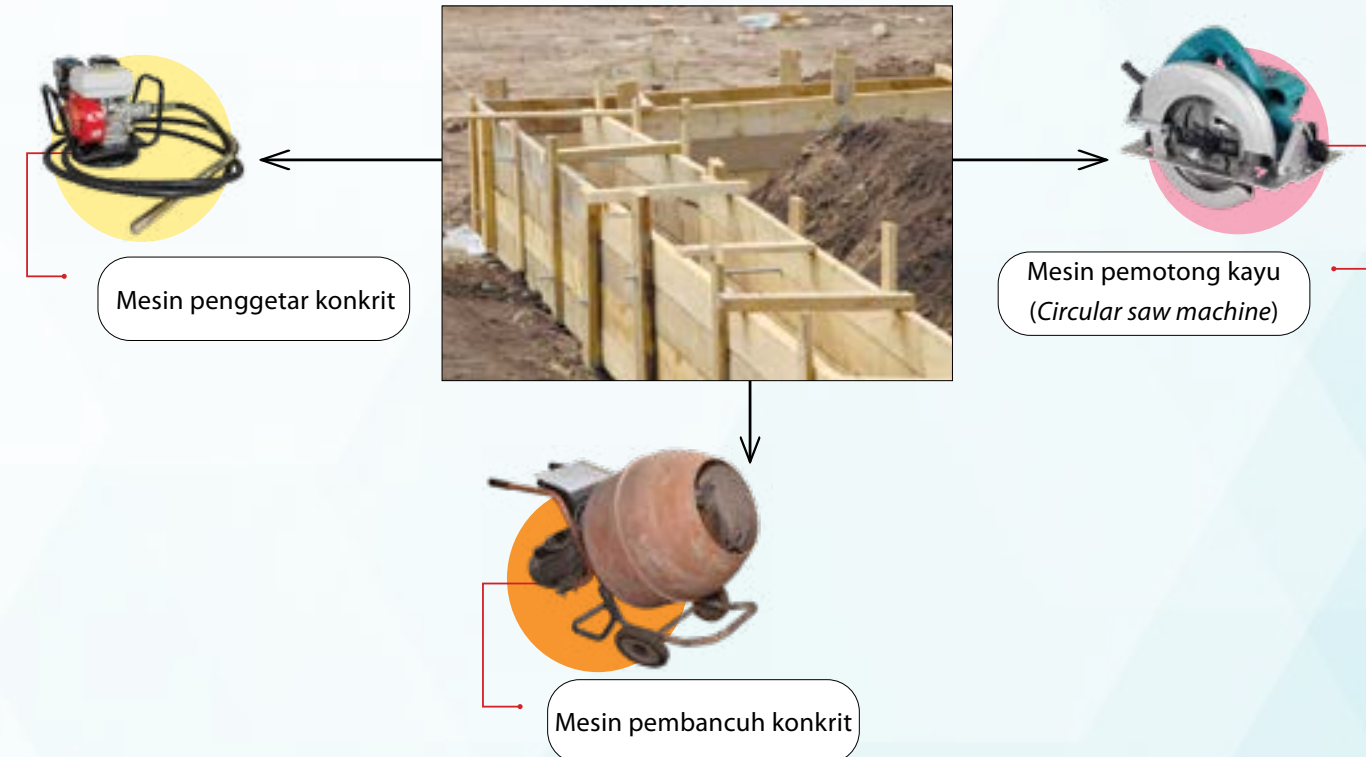 Mesin penggetar konkrit
Mesin pemotong kayu
(Circular saw machine)
Mesin pembancuh konkrit